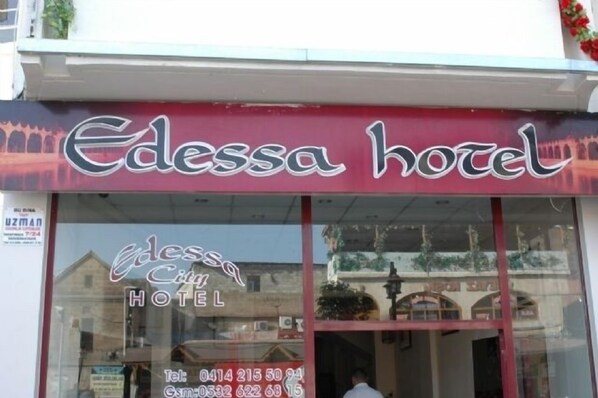 Edessa hotel
UZMAN
Edessa
City
HOTEL
Tel: 0414 215 50 94
Gsm:0532 622 68 15